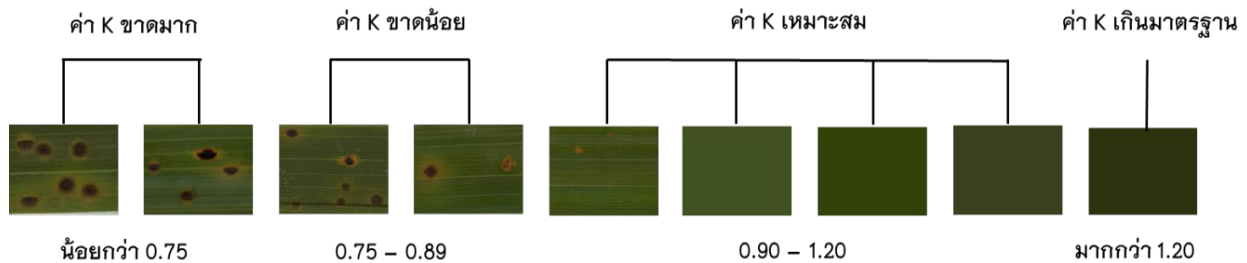 ค่า K ขาดมาก ค่า K ขาดน้อย ค่า K เหมาะสม ค่า K เกินมาตรฐาน
น้อยกว่า 0.75 0.75 – 0.89 0.90 – 1.20 มากกว่า 1.20